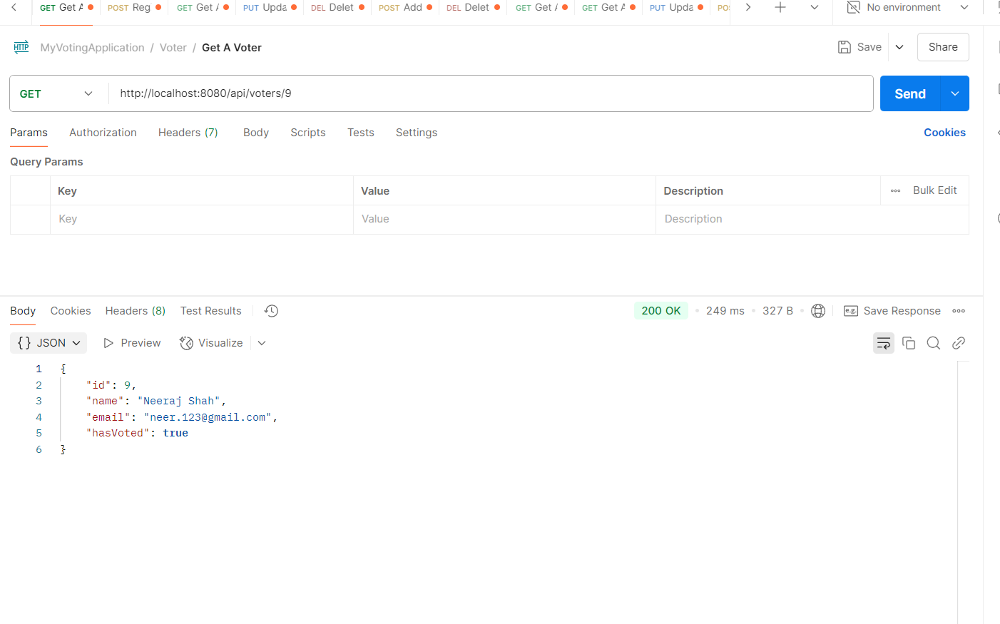 GET Get A POST Reg GET Get A PUT Upda DEL Delet POST Add DEL Delet GET Get A GET Get A PUT Upda POS No environment
HTTP MyVotingApplication / Voter / Get A Voter Save Share
GET http://localhost:8080/api/voters/9 Send
Params Authorization Headers (7) Body Scripts Tests Settings Cookies
Query Params
Key Value Description Bulk Edit
Key Value Description
Body Cookies Headers (8) Test Results 200 OK • 249 ms • 327 B • e.g. Save Response
{ } JSON Preview Visualize
1 {
2 "id": 9,
3 "name": "Neeraj Shah",
4 "email": "neer.123@gmail.com",
5 "hasVoted": true
6 }